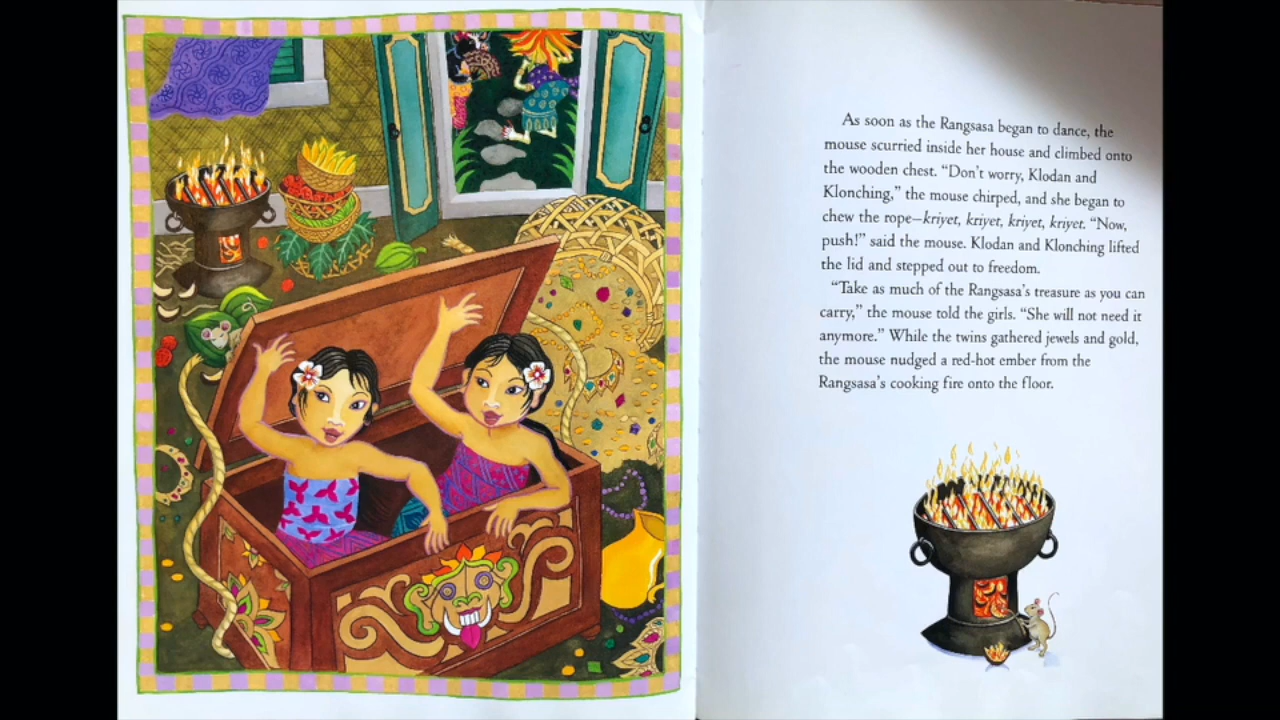 As soon as the Rangsasa began to dance, the
mouse scurried inside her house and climbed onto
the wooden chest. “Don’t worry, Klodan and
Klonching,” the mouse chirped, and she began to
chew the rope—kriyet, kriyet, kriyet, kriyet. “Now,
push!” said the mouse. Klodan and Klonching lifted
the lid and stepped out to freedom.
“Take as much of the Rangsasa’s treasure as you can
carry,” the mouse told the girls. “She will not need it
anymore.” While the twins gathered jewels and gold,
the mouse nudged a red-hot ember from the
Rangsasa’s cooking fire onto the floor.